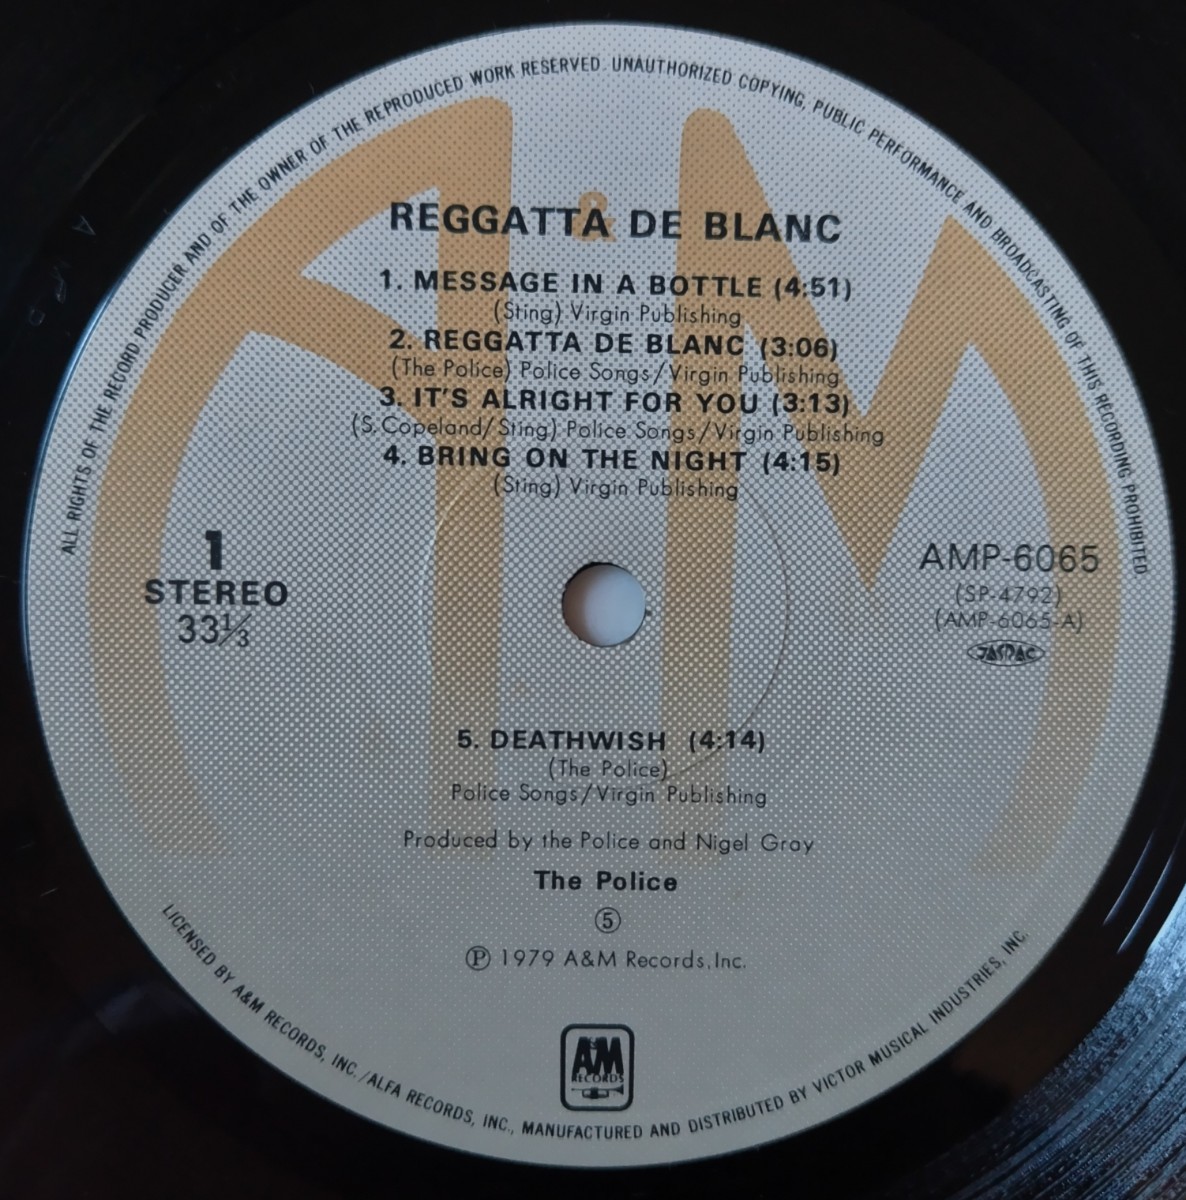 ALL RIGHTS OF THE RECORD PRODUCER AND OF THE OWNER OF THE REPRODUCED WORK RESERVED. UNAUTHORIZED COPYING, PUBLIC PERFORMANCE AND BROADCASTING OF THIS RECORDING PROHIBITED
A&M
REGGATTA DE BLANC
1. MESSAGE IN A BOTTLE (4:51)
(Sting) Virgin Publishing
2. REGGATTA DE BLANC (3:06)
(The Police) Police Songs/Virgin Publishing
3. IT'S ALRIGHT FOR YOU (3:13)
(S. Copeland/Sting) Police Songs/Virgin Publishing
4. BRING ON THE NIGHT (4:15)
(Sting) Virgin Publishing
1
STEREO
33⅓
AMP-6065
(SP-4792)
(AMP-6065-A)
JASRAC
5. DEATHWISH (4:14)
(The Police)
Police Songs/Virgin Publishing
Produced by the Police and Nigel Gray
The Police
⑤
Ⓟ 1979 A&M Records, Inc.
A&M
RECORDS
LICENSED BY A&M RECORDS, INC./ALFA RECORDS, INC., MANUFACTURED AND DISTRIBUTED BY VICTOR MUSICAL INDUSTRIES, INC.